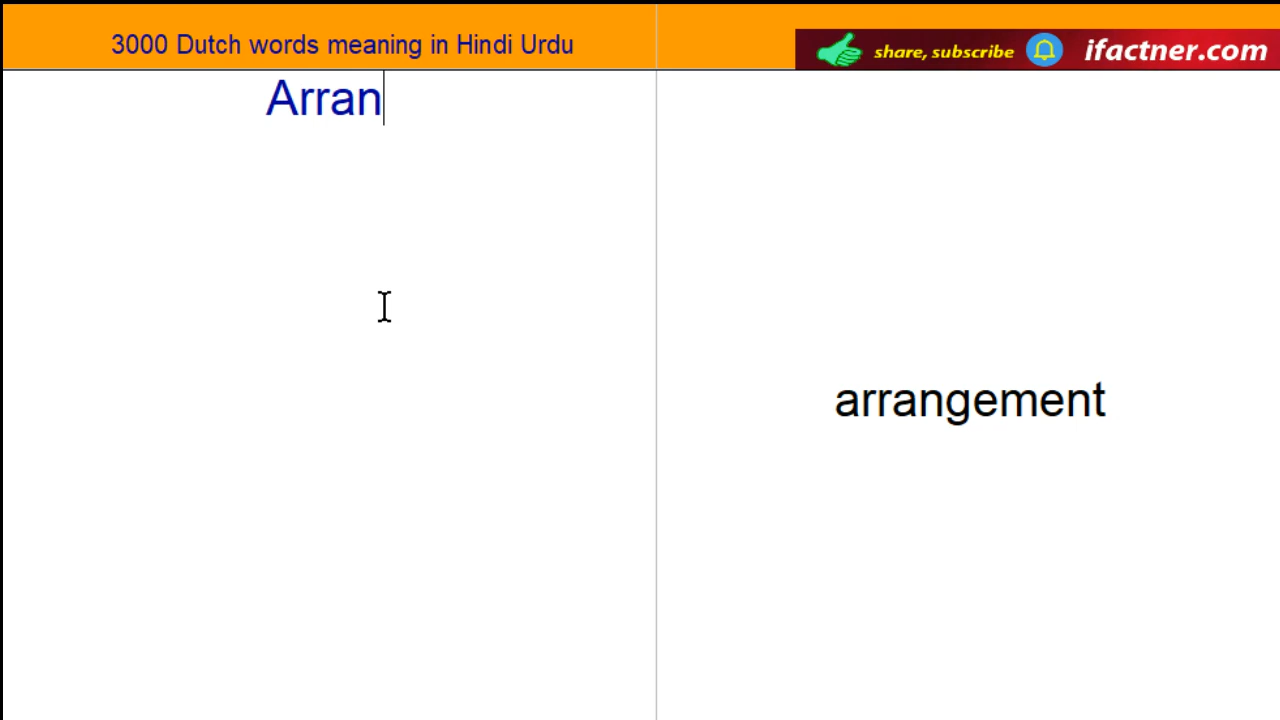 3000 Dutch words meaning in Hindi Urdu
share, subscribe
ifactner.com
Arran
arrangement